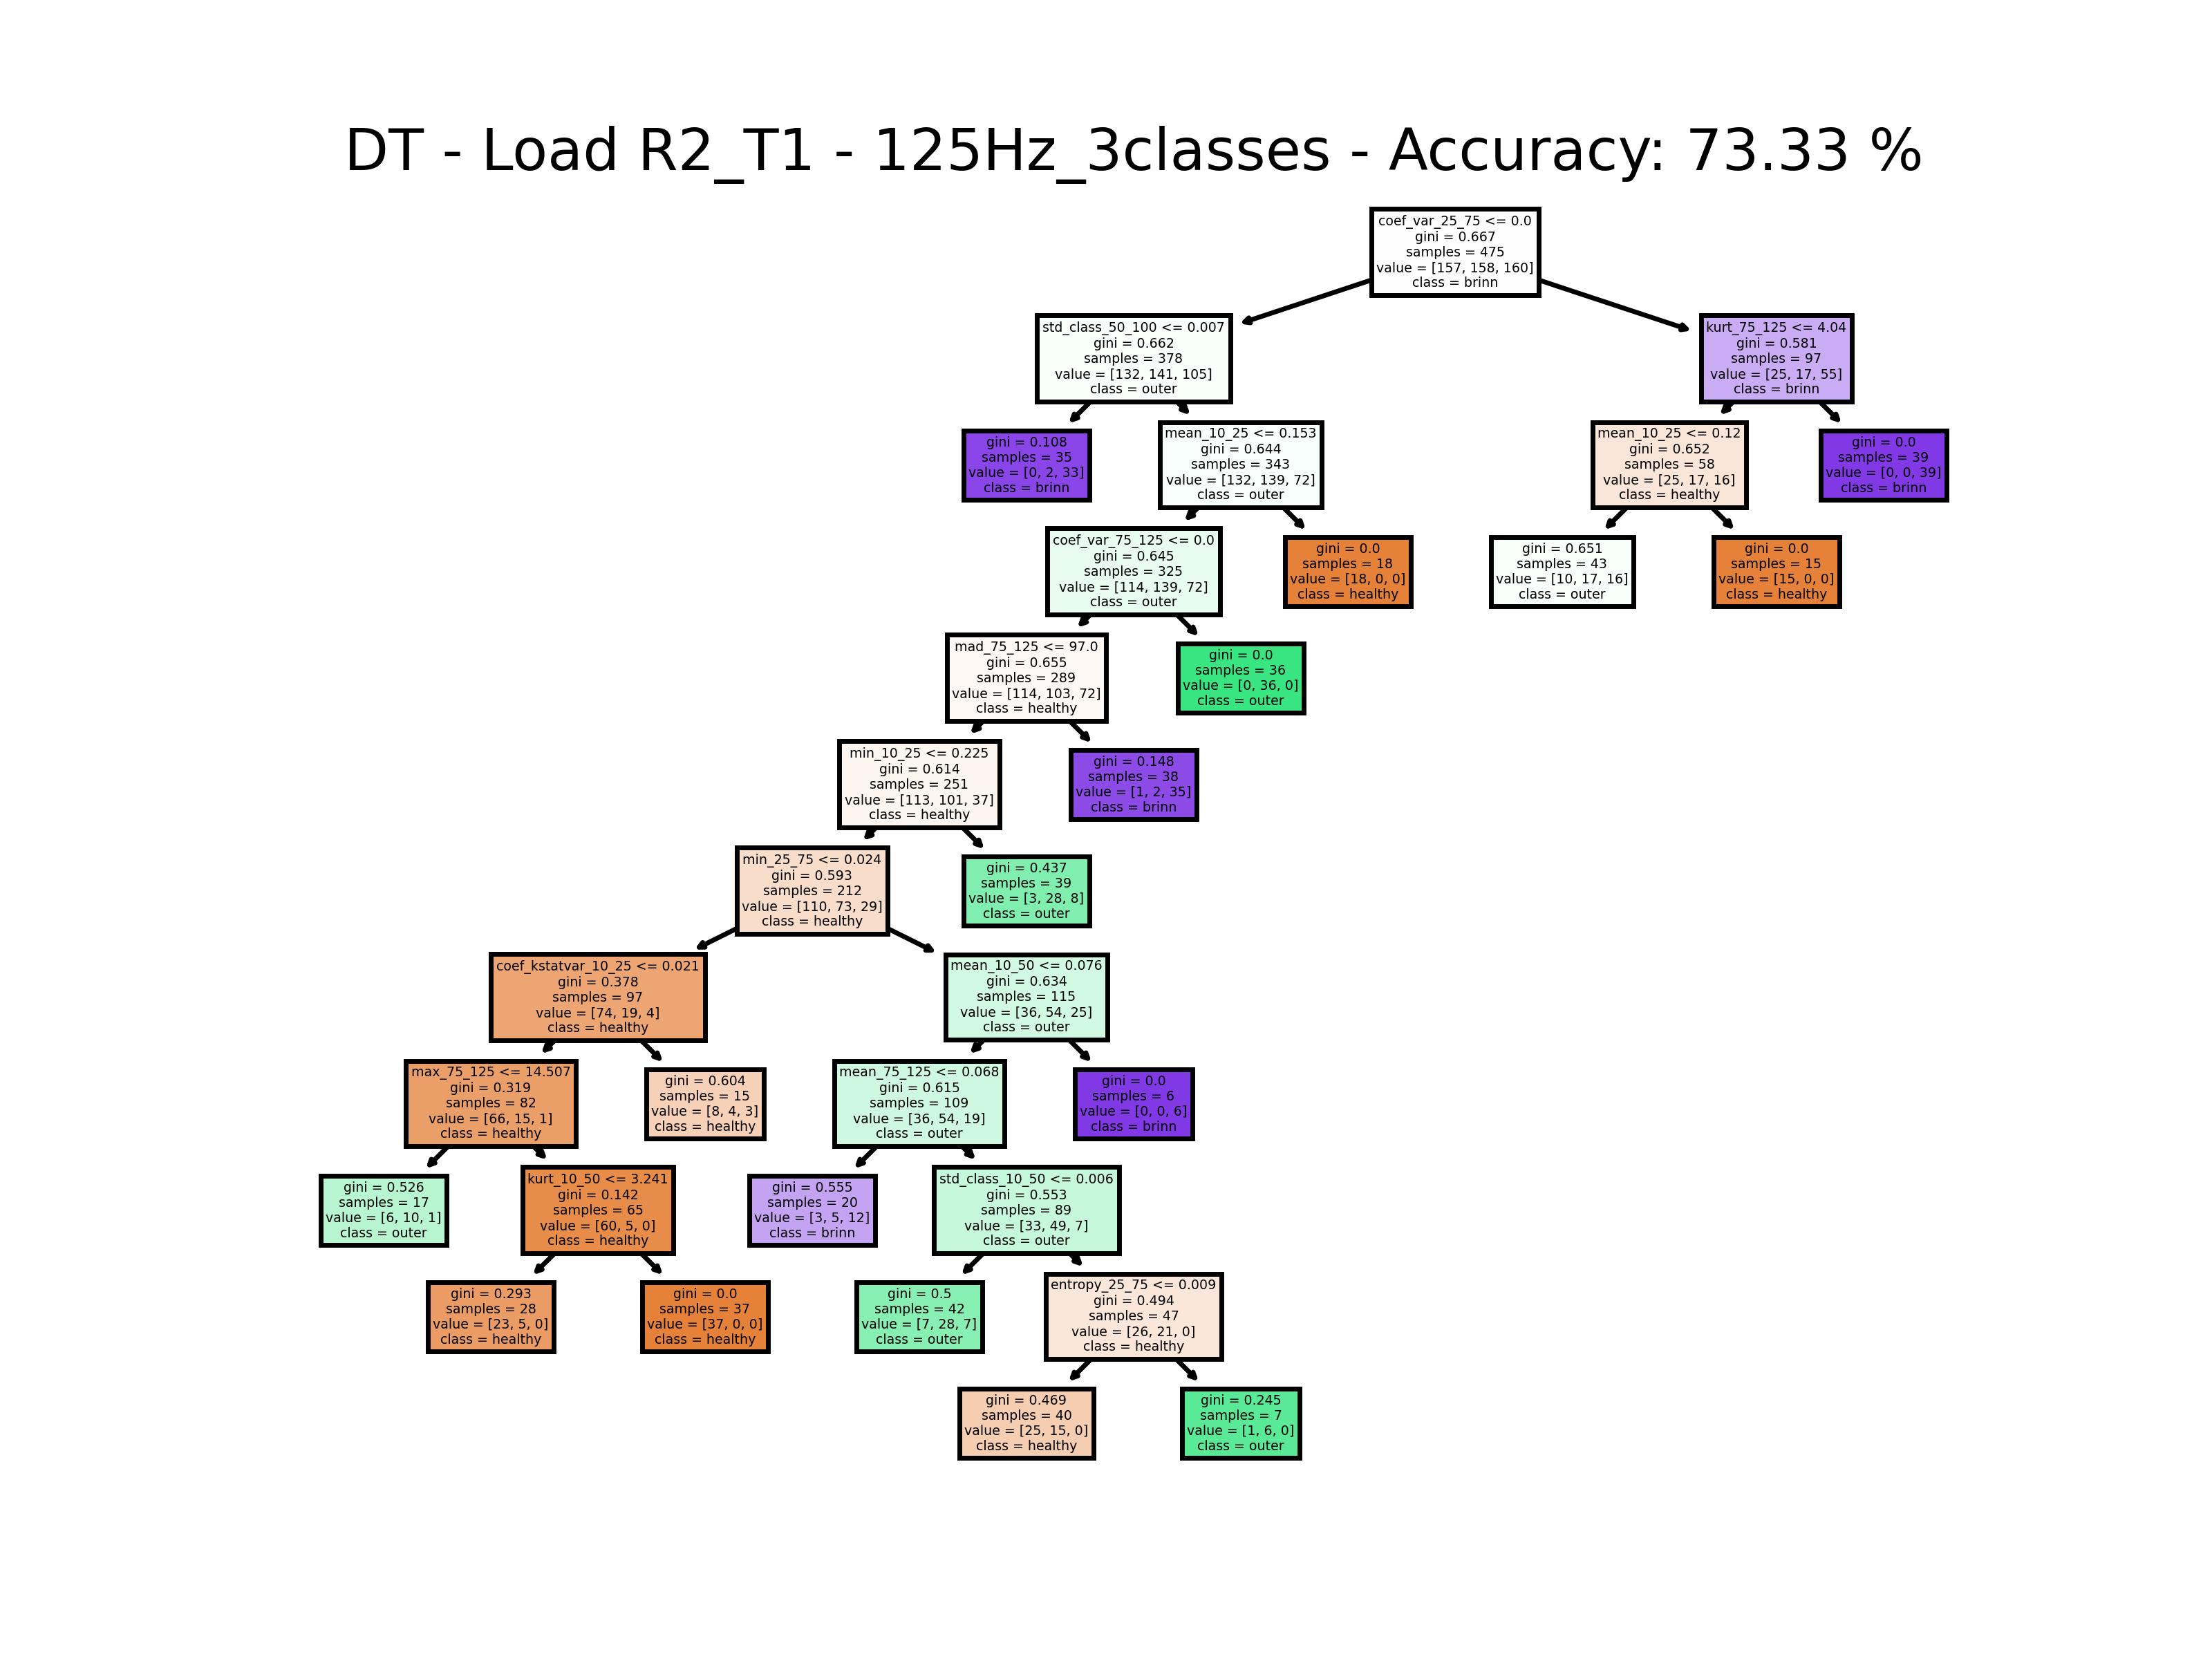 DT - Load R2_T1 - 125Hz_3classes - Accuracy: 73.33 %
coef_var_25_75 <= 0.0
gini = 0.667
samples = 475
value = [157, 158, 160]
class = brinn
std_class_50_100 <= 0.007
gini = 0.662
samples = 378
value = [132, 141, 105]
class = outer
kurt_75_125 <= 4.04
gini = 0.581
samples = 97
value = [25, 17, 55]
class = brinn
gini = 0.108
samples = 35
value = [0, 2, 33]
class = brinn
mean_10_25 <= 0.153
gini = 0.644
samples = 343
value = [132, 139, 72]
class = outer
mean_10_25 <= 0.12
gini = 0.652
samples = 58
value = [25, 17, 16]
class = healthy
gini = 0.0
samples = 39
value = [0, 0, 39]
class = brinn
coef_var_75_125 <= 0.0
gini = 0.645
samples = 325
value = [114, 139, 72]
class = outer
gini = 0.0
samples = 18
value = [18, 0, 0]
class = healthy
gini = 0.651
samples = 43
value = [10, 17, 16]
class = outer
gini = 0.0
samples = 15
value = [15, 0, 0]
class = healthy
mad_75_125 <= 97.0
gini = 0.655
samples = 289
value = [114, 103, 72]
class = healthy
gini = 0.0
samples = 36
value = [0, 36, 0]
class = outer
min_10_25 <= 0.225
gini = 0.614
samples = 251
value = [113, 101, 37]
class = healthy
gini = 0.148
samples = 38
value = [1, 2, 35]
class = brinn
min_25_75 <= 0.024
gini = 0.593
samples = 212
value = [110, 73, 29]
class = healthy
gini = 0.437
samples = 39
value = [3, 28, 8]
class = outer
coef_kstatvar_10_25 <= 0.021
gini = 0.378
samples = 97
value = [74, 19, 4]
class = healthy
mean_10_50 <= 0.076
gini = 0.634
samples = 115
value = [36, 54, 25]
class = outer
max_75_125 <= 14.507
gini = 0.319
samples = 82
value = [66, 15, 1]
class = healthy
gini = 0.604
samples = 15
value = [8, 4, 3]
class = healthy
mean_75_125 <= 0.068
gini = 0.615
samples = 109
value = [36, 54, 19]
class = outer
gini = 0.0
samples = 6
value = [0, 0, 6]
class = brinn
gini = 0.526
samples = 17
value = [6, 10, 1]
class = outer
kurt_10_50 <= 3.241
gini = 0.142
samples = 65
value = [60, 5, 0]
class = healthy
gini = 0.555
samples = 20
value = [3, 5, 12]
class = brinn
std_class_10_50 <= 0.006
gini = 0.553
samples = 89
value = [33, 49, 7]
class = outer
gini = 0.293
samples = 28
value = [23, 5, 0]
class = healthy
gini = 0.0
samples = 37
value = [37, 0, 0]
class = healthy
gini = 0.5
samples = 42
value = [7, 28, 7]
class = outer
entropy_25_75 <= 0.009
gini = 0.494
samples = 47
value = [26, 21, 0]
class = healthy
gini = 0.469
samples = 40
value = [25, 15, 0]
class = healthy
gini = 0.245
samples = 7
value = [1, 6, 0]
class = outer